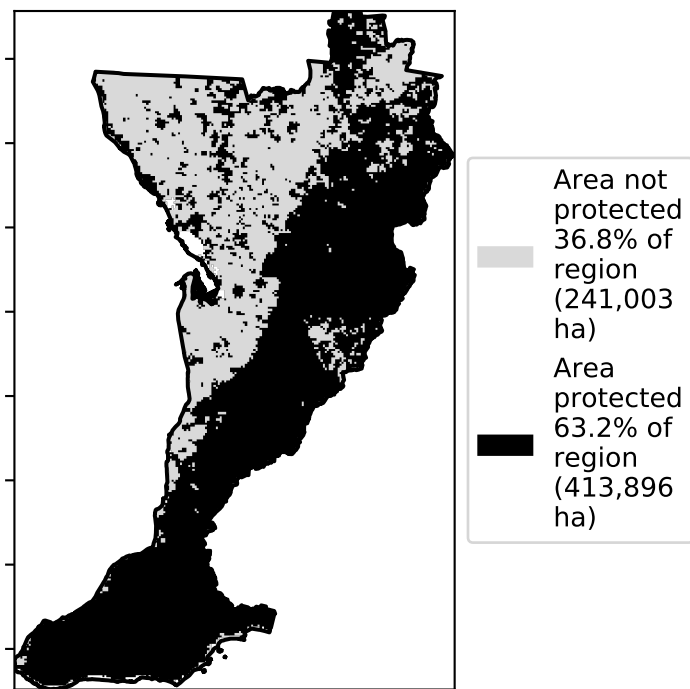 Area not
protected
36.8% of
region
(241,003
ha)
Area
protected
63.2% of
region
(413,896
ha)